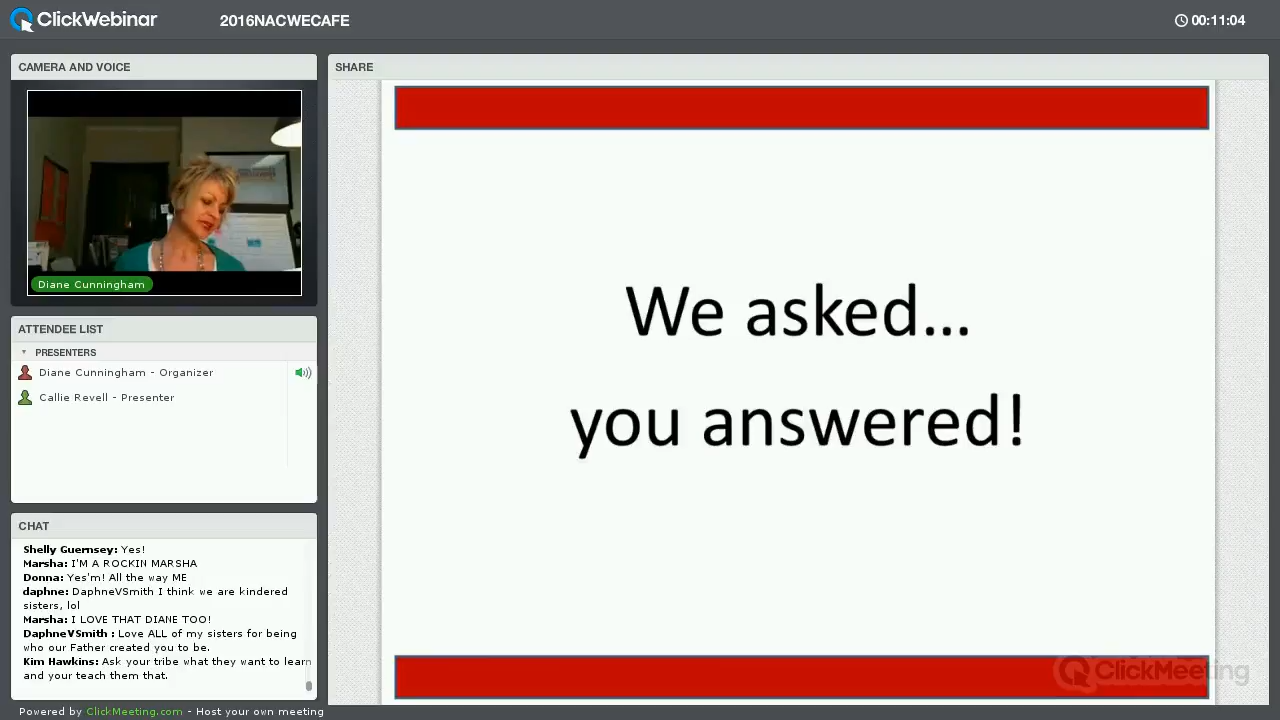 ClickWebinar
2016NACWECAFE
00:11:04
CAMERA AND VOICE
Diane Cunningham
ATTENDEE LIST
PRESENTERS
Diane Cunningham - Organizer
Callie Revell - Presenter
CHAT
Shelly Guernsey: Yes!
Marsha: I'M A ROCKIN MARSHA
Donna: Yes'm! All the way ME
daphne: DaphneVSmith I think we are kindered
sisters, lol
Marsha: I LOVE THAT DIANE TOO!
DaphneVSmith : Love ALL of my sisters for being
who our Father created you to be.
Kim
your tribe what they want to learn
and your teach them that.
Powered by ClickMeeting.com - Host your own meeting
SHARE
We asked...
you answered!
ClickMeeting